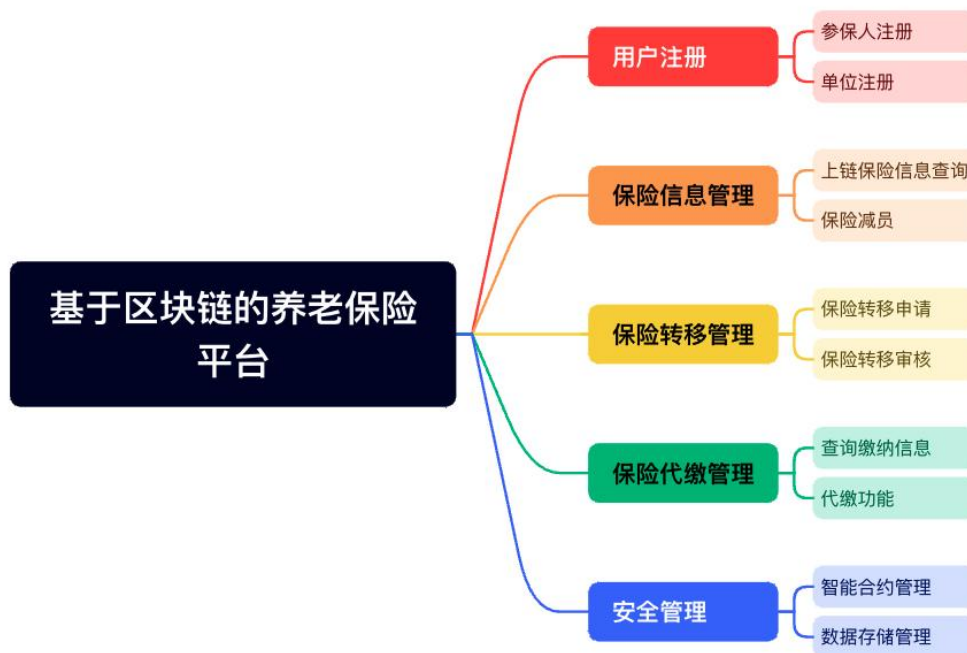 基于区块链的养老保险
平台
用户注册
参保人注册
单位注册
保险信息管理
上链保险信息查询
保险减员
保险转移管理
保险转移申请
保险转移审核
保险代缴管理
查询缴纳信息
代缴功能
安全管理
智能合约管理
数据存储管理